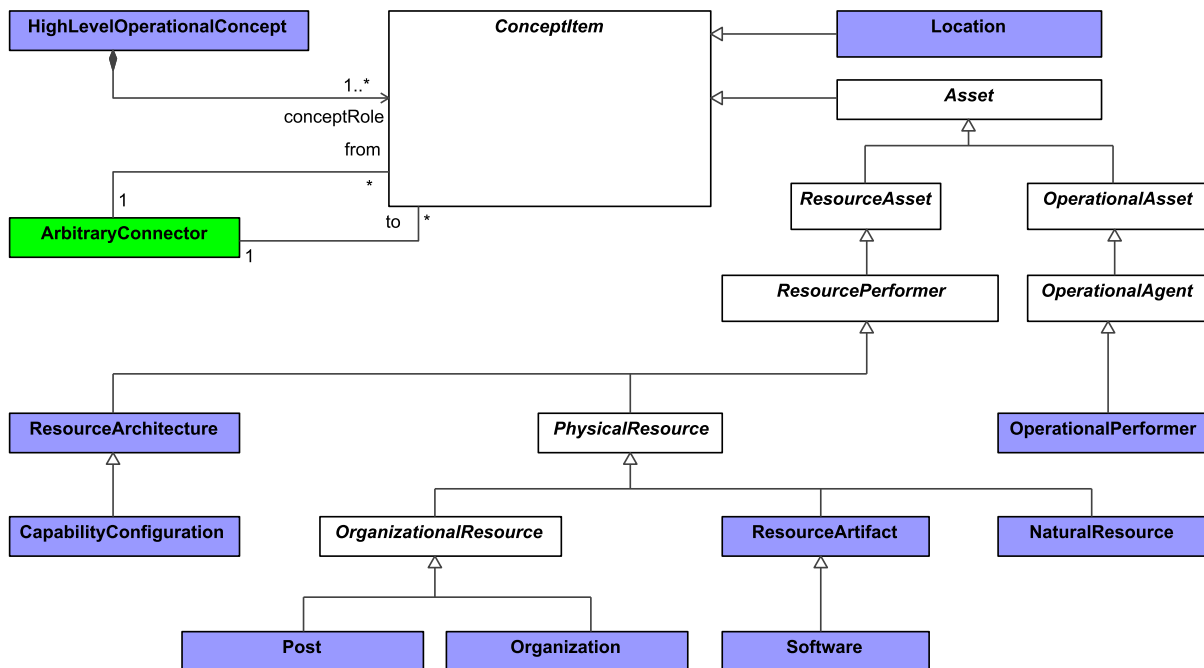 HighLevelOperationalConcept
ConceptItem
Location
1..*
conceptRole
Asset
from
*
1
ResourceAsset
OperationalAsset
to
*
ArbitraryConnector
1
ResourcePerformer
OperationalAgent
ResourceArchitecture
PhysicalResource
OperationalPerformer
CapabilityConfiguration
OrganizationalResource
ResourceArtifact
NaturalResource
Post
Organization
Software